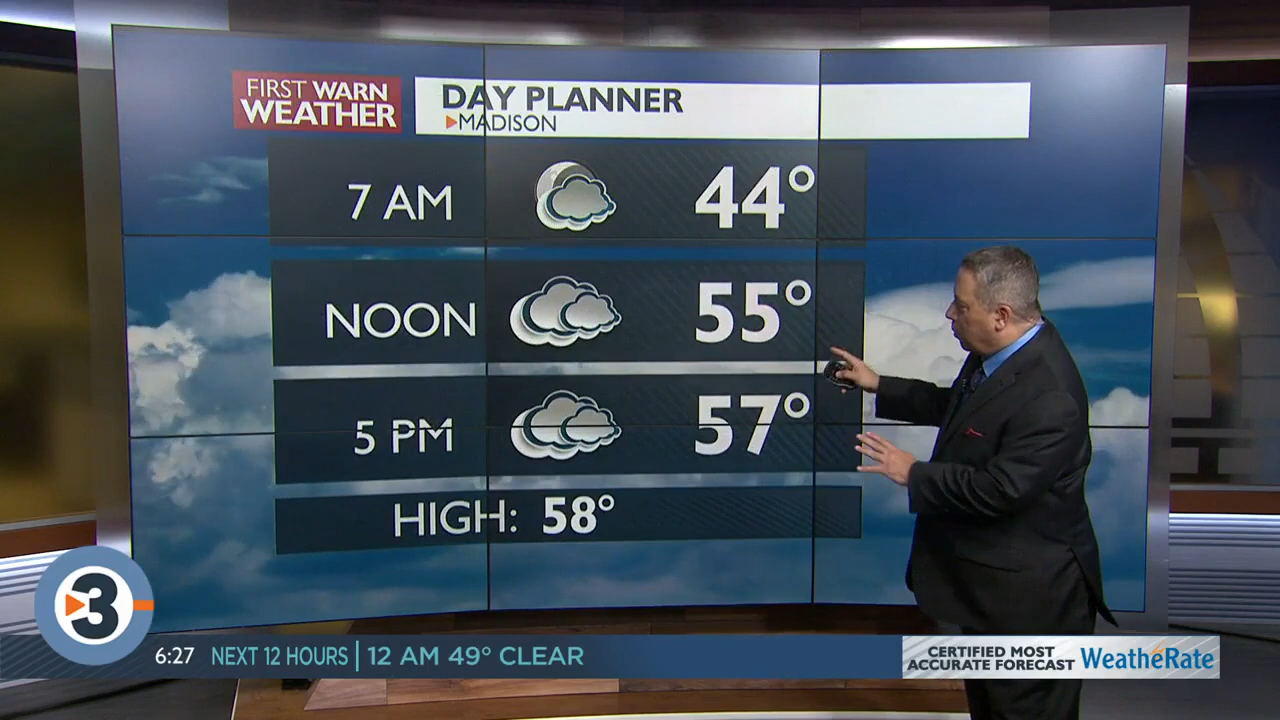 FIRST WARN
WEATHER
DAY PLANNER
MADISON
7 AM
44°
NOON
55°
5 PM
57°
HIGH: 58°
3
6:27
NEXT 12 HOURS
12 AM 49° CLEAR
CERTIFIED MOST
ACCURATE FORECAST
WeatheRate